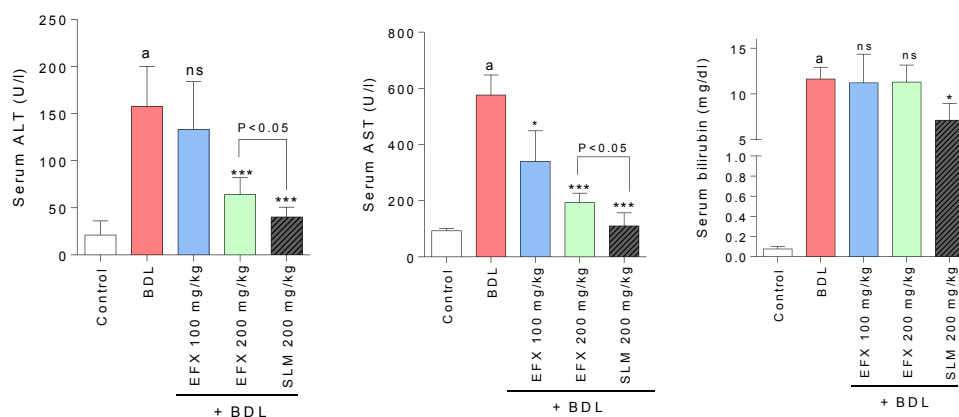 Serum ALT (U/l)
250
200
150
100
50
0
a
ns
***
***
P<0.05
Control
BDL
EFX 100 mg/kg
EFX 200 mg/kg
SLM 200 mg/kg
+ BDL
Serum AST (U/l)
800
600
400
200
0
a
*
***
***
P<0.05
Control
BDL
EFX 100 mg/kg
EFX 200 mg/kg
SLM 200 mg/kg
+ BDL
Serum bilirubin (mg/dl)
15
10
5
1.0
0.8
0.6
0.4
0.2
0.0
a
ns
ns
*
Control
BDL
EFX 100 mg/kg
EFX 200 mg/kg
SLM 200 mg/kg
+ BDL